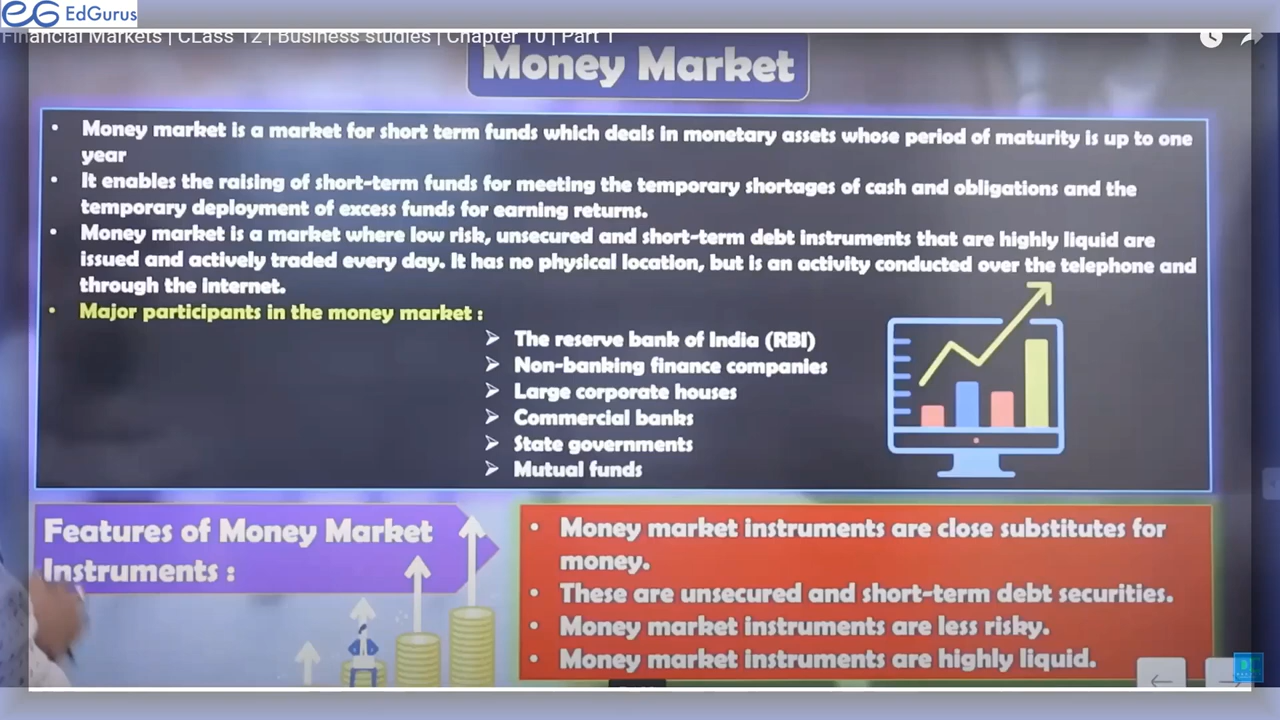 EdGurus
Financial Markets | CLass 12 | Business studies | Chapter 10 | Part 1
Money Market
• Money market is a market for short term funds which deals in monetary assets whose period of maturity is up to one
year
• It enables the raising of short-term funds for meeting the temporary shortages of cash and obligations and the
temporary deployment of excess funds for earning returns.
• Money market is a market where low risk, unsecured and short-term debt instruments that are highly liquid are
issued and actively traded every day. It has no physical location, but is an activity conducted over the telephone and
through the internet.
• Major participants in the money market :
➢ The reserve bank of India (RBI)
➢ Non-banking finance companies
➢ Large corporate houses
➢ Commercial banks
➢ State governments
➢ Mutual funds
Features of Money Market
Instruments :
• Money market instruments are close substitutes for
money.
• These are unsecured and short-term debt securities.
• Money market instruments are less risky.
• Money market instruments are highly liquid.